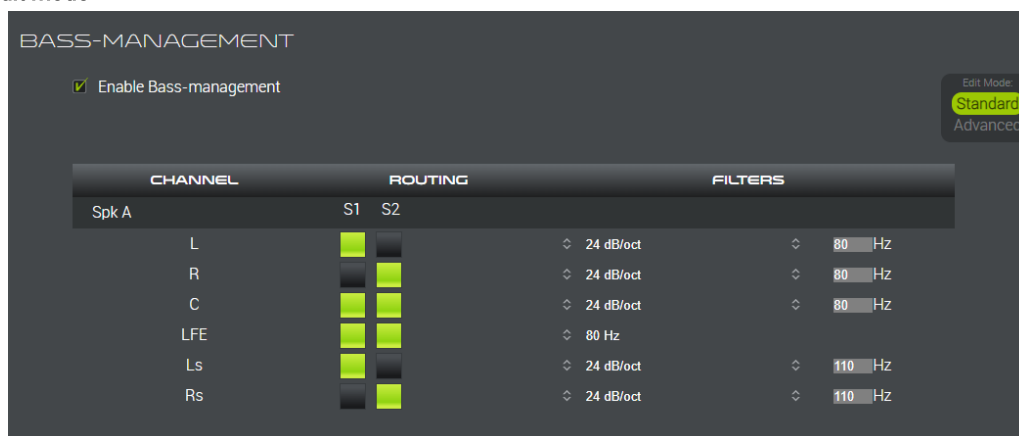 BASS-MANAGEMENT
Enable Bass-management
Edit Mode:
Standard
Advanced
CHANNEL ROUTING FILTERS
Spk A S1 S2
L 24 dB/oct 80 Hz
R 24 dB/oct 80 Hz
C 24 dB/oct 80 Hz
LFE 80 Hz
Ls 24 dB/oct 110 Hz
Rs 24 dB/oct 110 Hz